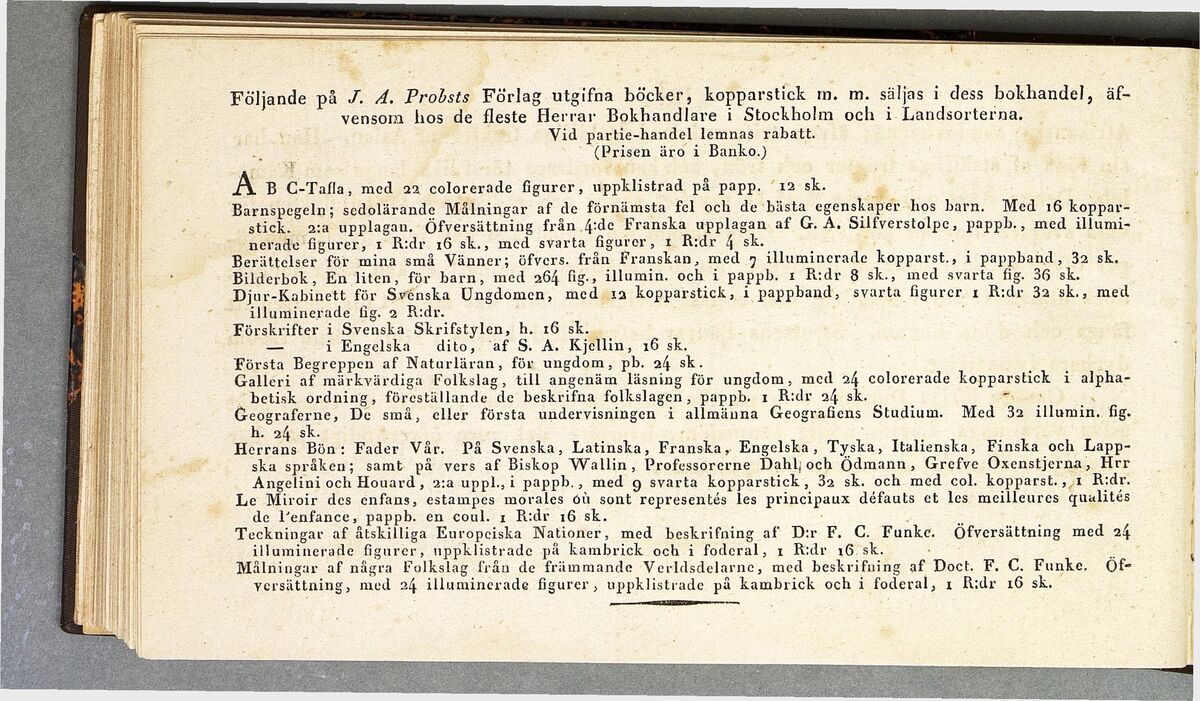 Följande på J. A. Probsts Förlag utgifna böcker, kopparstick m. m. säljas i dess bokhandel, äf-
vensom hos de fleste Herrar Bokhandlare i Stockholm och i Landsorterna.
Vid partie-handel lemnas rabatt.
(Prisen äro i Banko.)
A B C-Tafla, med 22 colorerade figurer, uppklistrad på papp. 12 sk.
Barnspegeln; sedolärande Målningar af de förnämsta fel och de bästa egenskaper hos barn. Med 16 koppar-
stick. 2:a upplagan. Öfversättning från 4:de Franska upplagan af G. A. Silfverstolpe, pappb., med illumi-
nerade figurer, 1 R:dr 16 sk., med svarta figurer, 1 R:dr 4 sk.
Berättelser för mina små Vänner; öfvers. från Franskan, med 7 illuminerade kopparst., i pappband, 32 sk.
Bilderbok, En liten, för barn, med 264 fig., illumin. och i pappb. 1 R:dr 8 sk., med svarta fig. 36 sk.
Djur-Kabinett för Svenska Ungdomen, med 12 kopparstick, i pappband, svarta figurer 1 R:dr 32 sk., med
illuminerade fig. 2 R:dr.
Förskrifter i Svenska Skrifstylen, h. 16 sk.
— i Engelska dito, af S. A. Kjellin, 16 sk.
Första Begreppen af Naturläran, för ungdom, pb. 24 sk.
Galleri af märkvärdiga Folkslag, till angenäm läsning för ungdom, med 24 colorerade kopparstick i alpha-
betisk ordning, föreställande de beskrifna folkslagen, pappb. 1 R:dr 24 sk.
Geograferne, De små, eller första undervisningen i allmänna Geografiens Studium. Med 32 illumin. fig.
h. 24 sk.
Herrans Bön: Fader Vår. På Svenska, Latinska, Franska, Engelska, Tyska, Italienska, Finska och Lapp-
ska språken; samt på vers af Biskop Wallin, Professorerne Dahl och Ödmann, Grefve Oxenstjerna, Hrr
Angelini och Houard, 2:a uppl., i pappb., med 9 svarta kopparstick, 32 sk. och med col. kopparst., 1 R:dr.
Le Miroir des enfans, estampes morales où sont representés les principaux défauts et les meilleures qualités
de l'enfance, pappb. en coul. 1 R:dr 16 sk.
Teckningar af åtskilliga Europeiska Nationer, med beskrifning af D:r F. C. Funke. Öfversättning med 24
illuminerade figurer, uppklistrade på kambrick och i foderal, 1 R:dr 16 sk.
Målningar af några Folkslag från de främmande Verldsdelarne, med beskrifning af Doct. F. C. Funke. Öf-
versättning, med 24 illuminerade figurer, uppklistrade på kambrick och i foderal, 1 R:dr 16 sk.